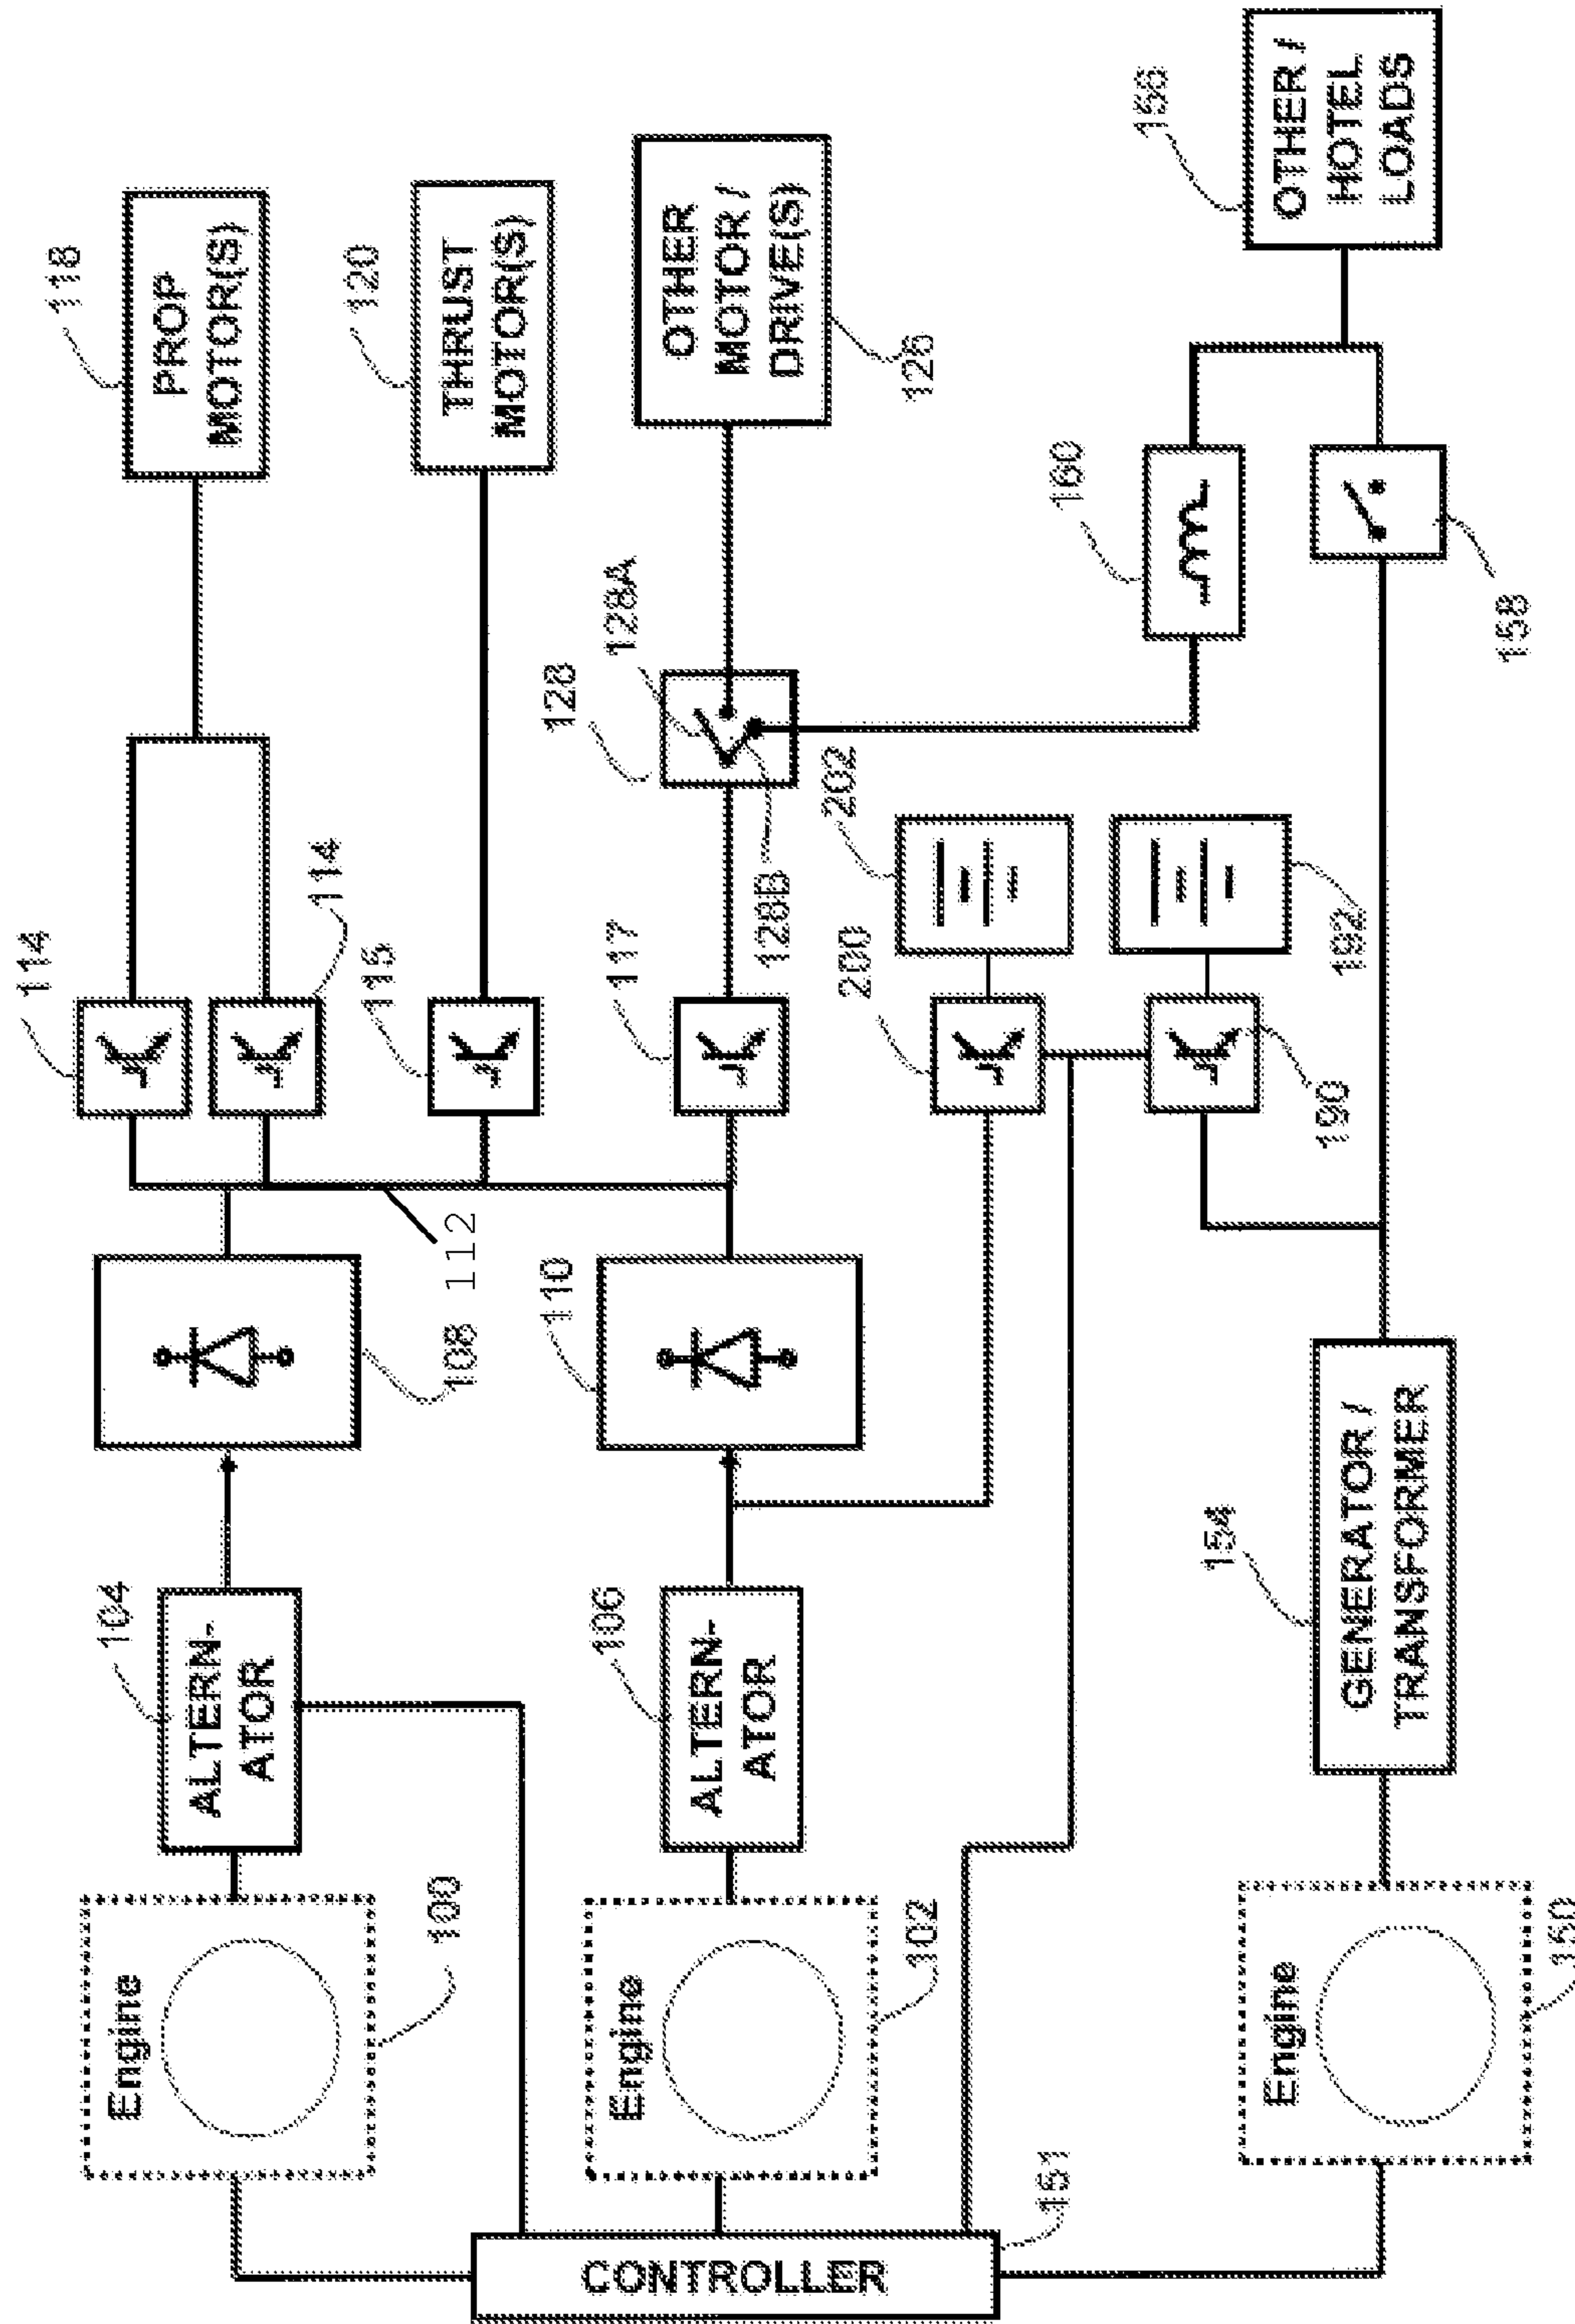 118
PROP
MOTOR(S)
120
THRUST
MOTOR(S)
OTHER
MOTOR /
DRIVE(S)
126
156
OTHER /
HOTEL
LOADS
160
158
128
128A
128B
114
114
115
117
200
202
190
192
112
108
110
104
ALTERN-
ATOR
106
ALTERN-
ATOR
154
GENERATOR /
TRANSFORMER
Engine
100
Engine
102
Engine
150
151
CONTROLLER